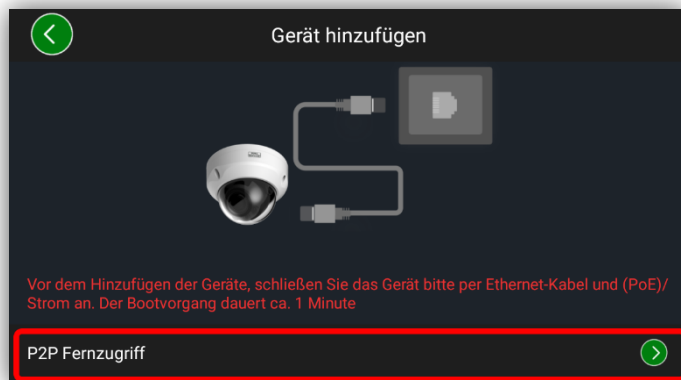 Gerät hinzufügen
Vor dem Hinzufügen der Geräte, schließen Sie das Gerät bitte per Ethernet-Kabel und (PoE)/
Strom an. Der Bootvorgang dauert ca. 1 Minute
P2P Fernzugriff